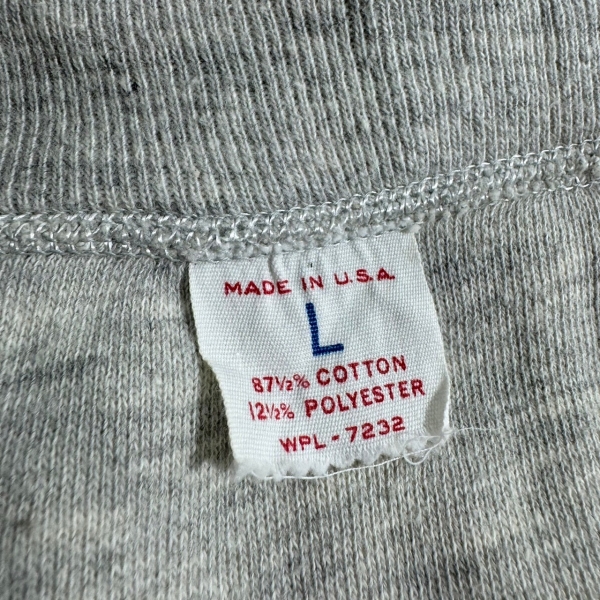 MADE IN U.S.A.
L
87½% COTTON
12½% POLYESTER
WPL-7232